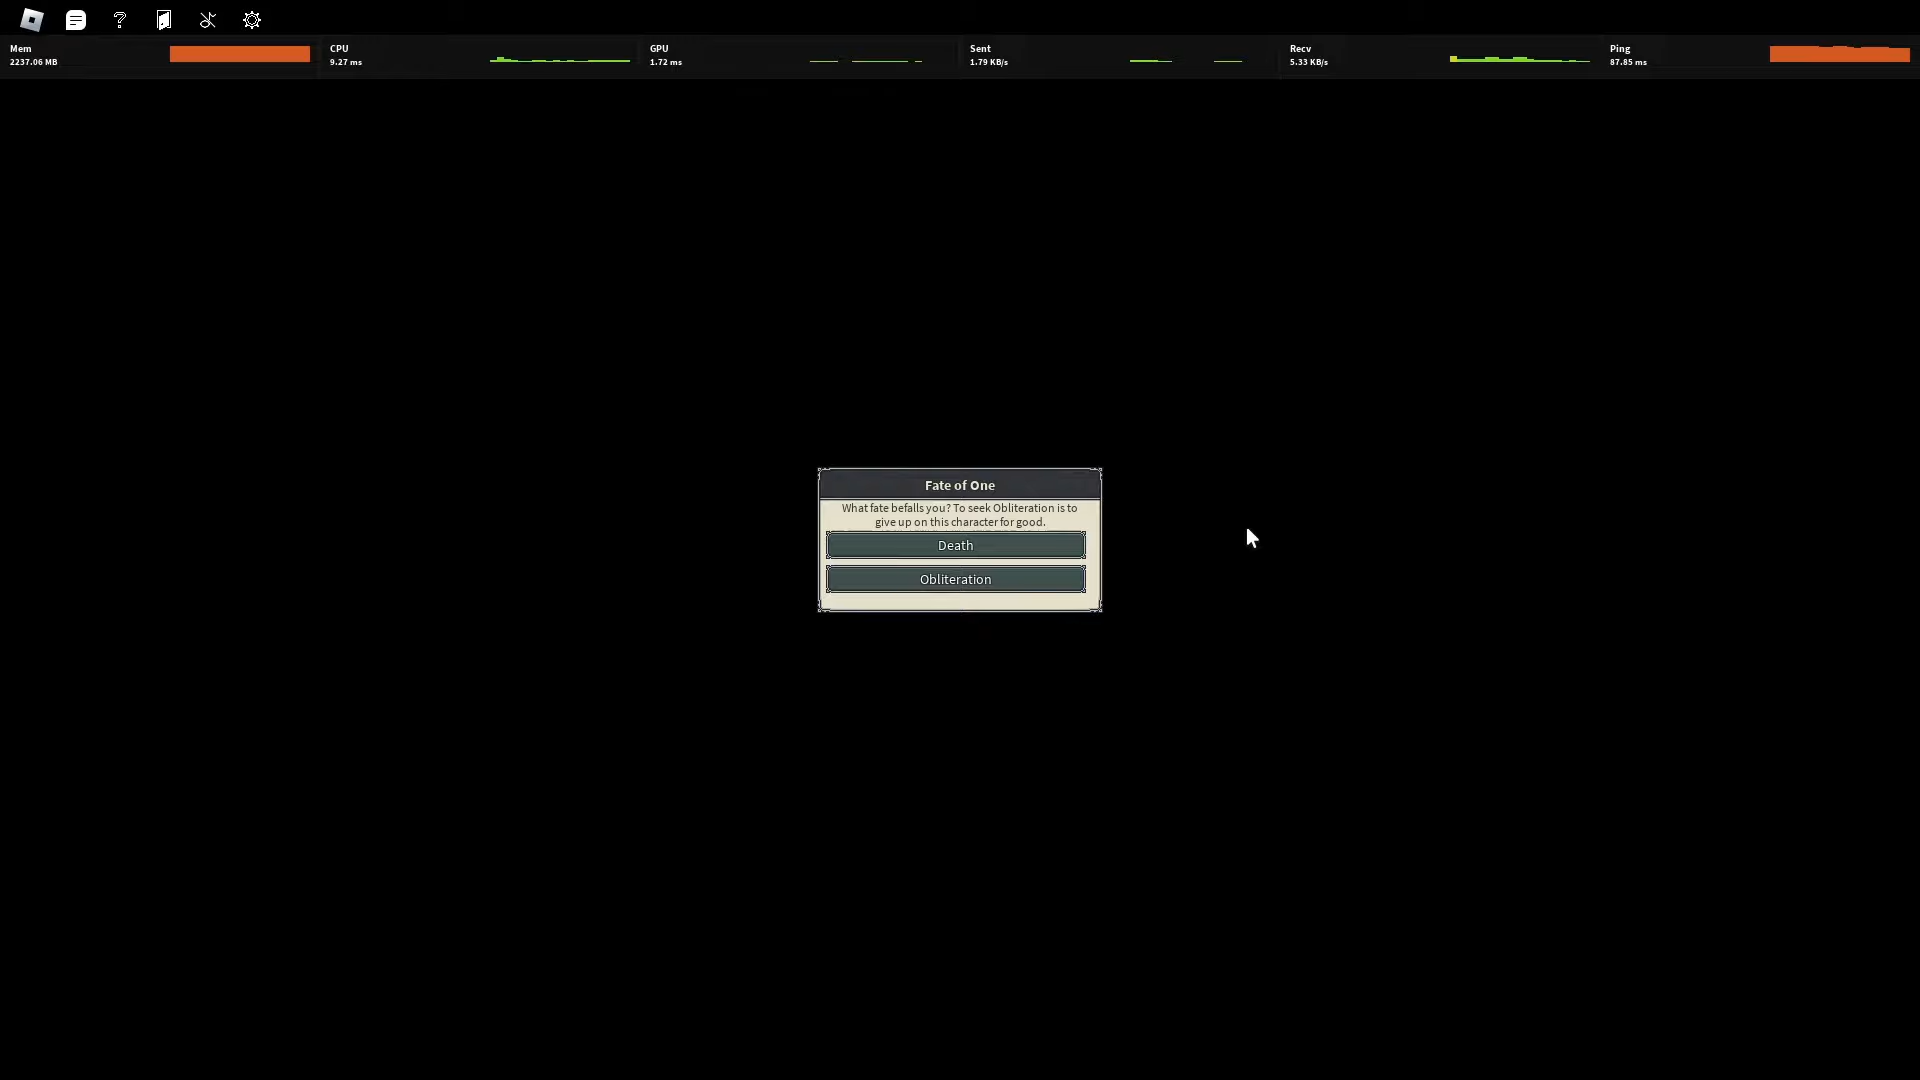 Mem
2237.06 MB
CPU
9.27 ms
GPU
1.72 ms
Sent
1.79 KB/s
Recv
5.33 KB/s
Ping
87.85 ms
Fate of One
What fate befalls you? To seek Obliteration is to
give up on this character for good.
Death
Obliteration